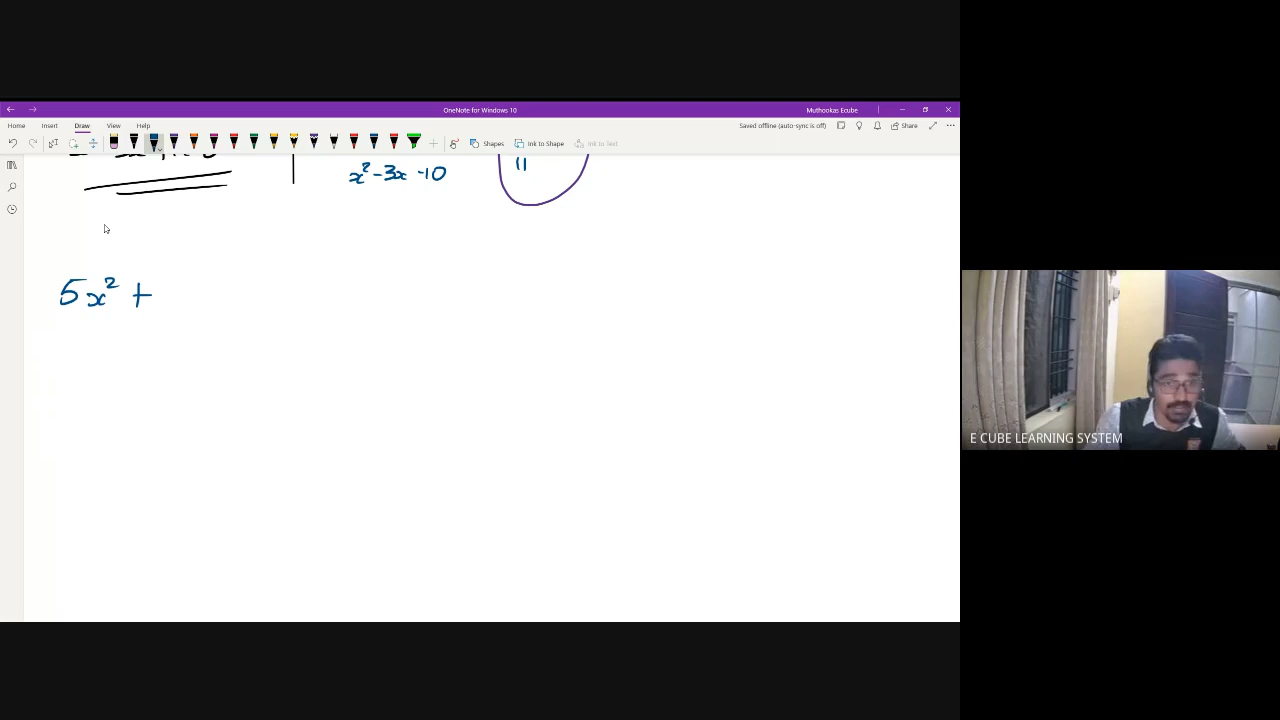 OneNote for Windows 10
Muthookas Ecube
Home Insert Draw View Help
Saved offline (auto-sync is off)
Share
Shapes
Ink to Shape
Ink to Text
x² - 3x - 10
11
5x² +
E CUBE LEARNING SYSTEM